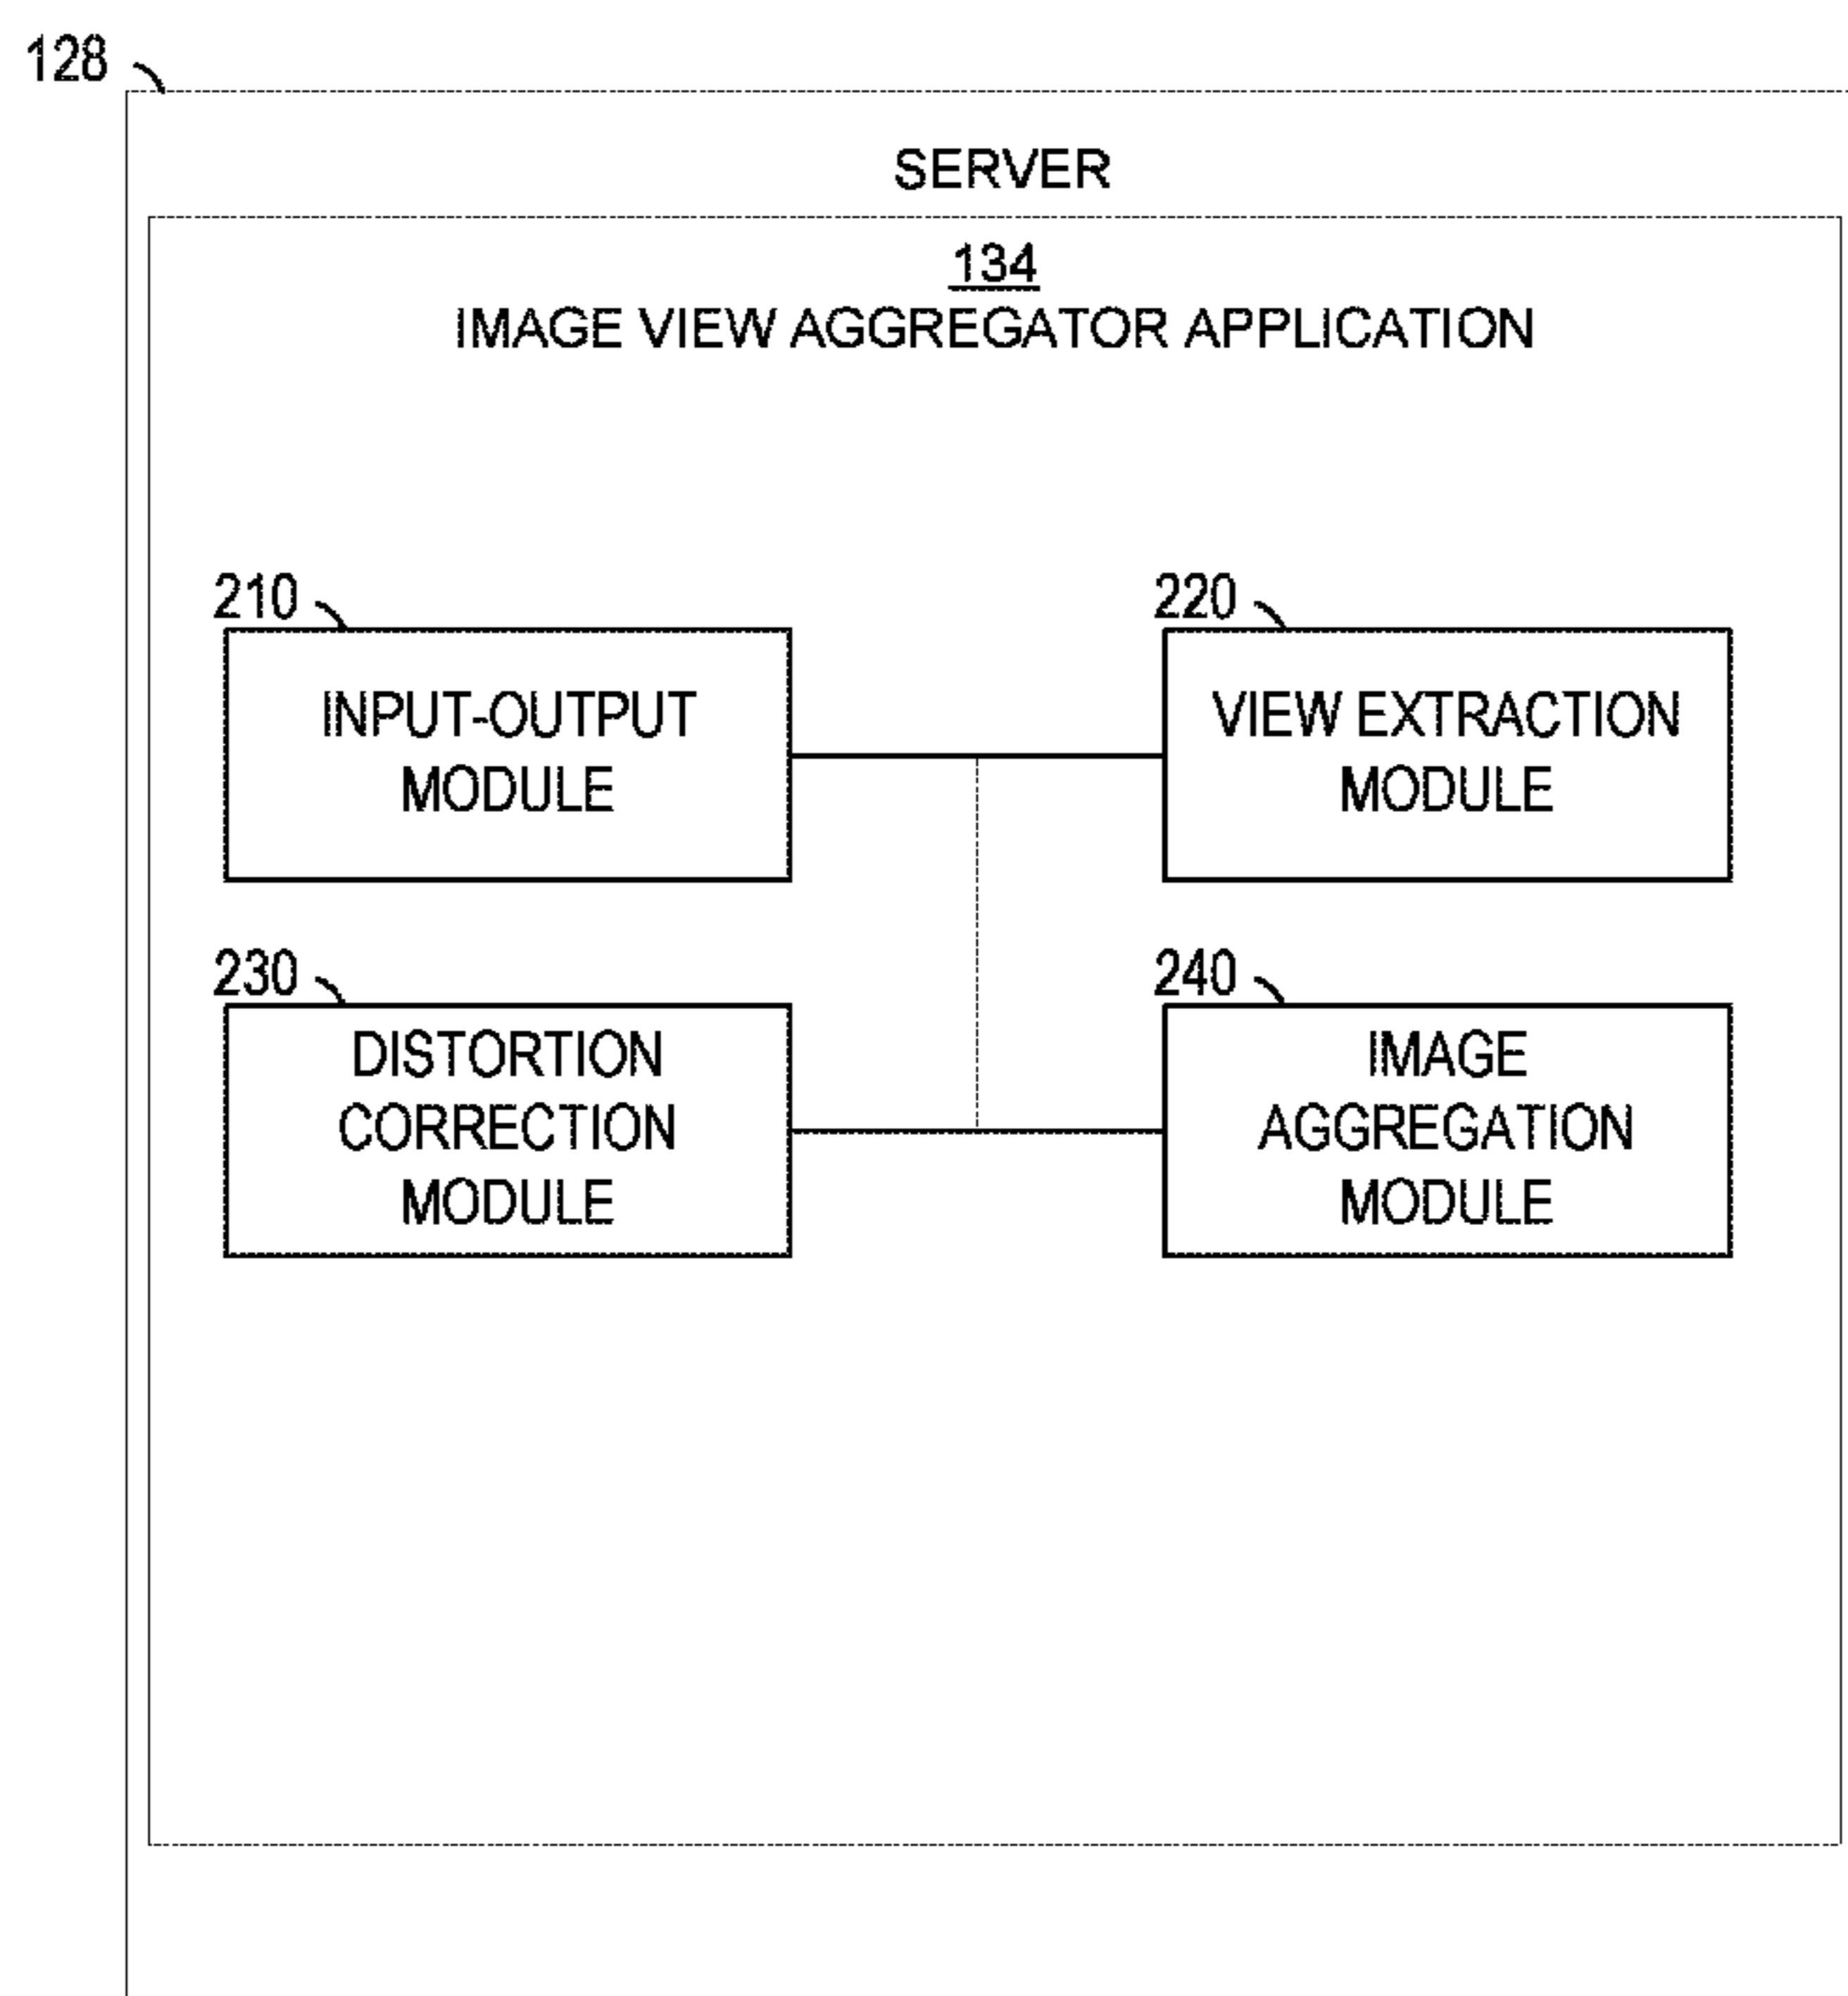 128
SERVER
134
IMAGE VIEW AGGREGATOR APPLICATION
210
INPUT-OUTPUT
MODULE
220
VIEW EXTRACTION
MODULE
230
DISTORTION
CORRECTION
MODULE
240
IMAGE
AGGREGATION
MODULE